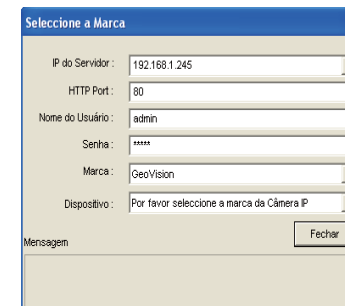 Seleccione a Marca
IP do Servidor : 192.168.1.245
HTTP Port : 80
Nome do Usuário : admin
Senha : *****
Marca : GeoVision
Dispositivo : Por favor seleccione a marca da Câmera IP
Fechar
Mensagem